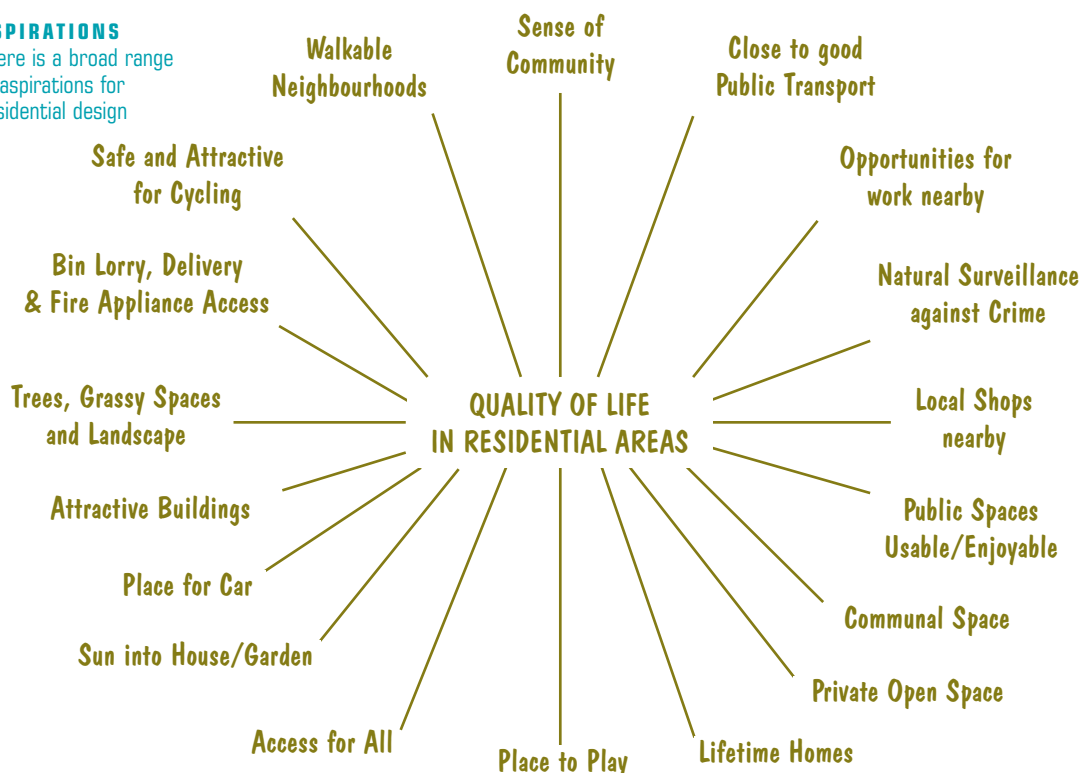 SPIRATIONS
ere is a broad range
aspirations for
sidential design
Sense of
Community
Walkable
Neighbourhoods
Close to good
Public Transport
Safe and Attractive
for Cycling
Opportunities for
work nearby
Bin Lorry, Delivery
& Fire Appliance Access
Natural Surveillance
against Crime
Trees, Grassy Spaces
and Landscape
QUALITY OF LIFE
IN RESIDENTIAL AREAS
Local Shops
nearby
Attractive Buildings
Public Spaces
Usable/Enjoyable
Place for Car
Communal Space
Sun into House/Garden
Private Open Space
Access for All
Place to Play
Lifetime Homes